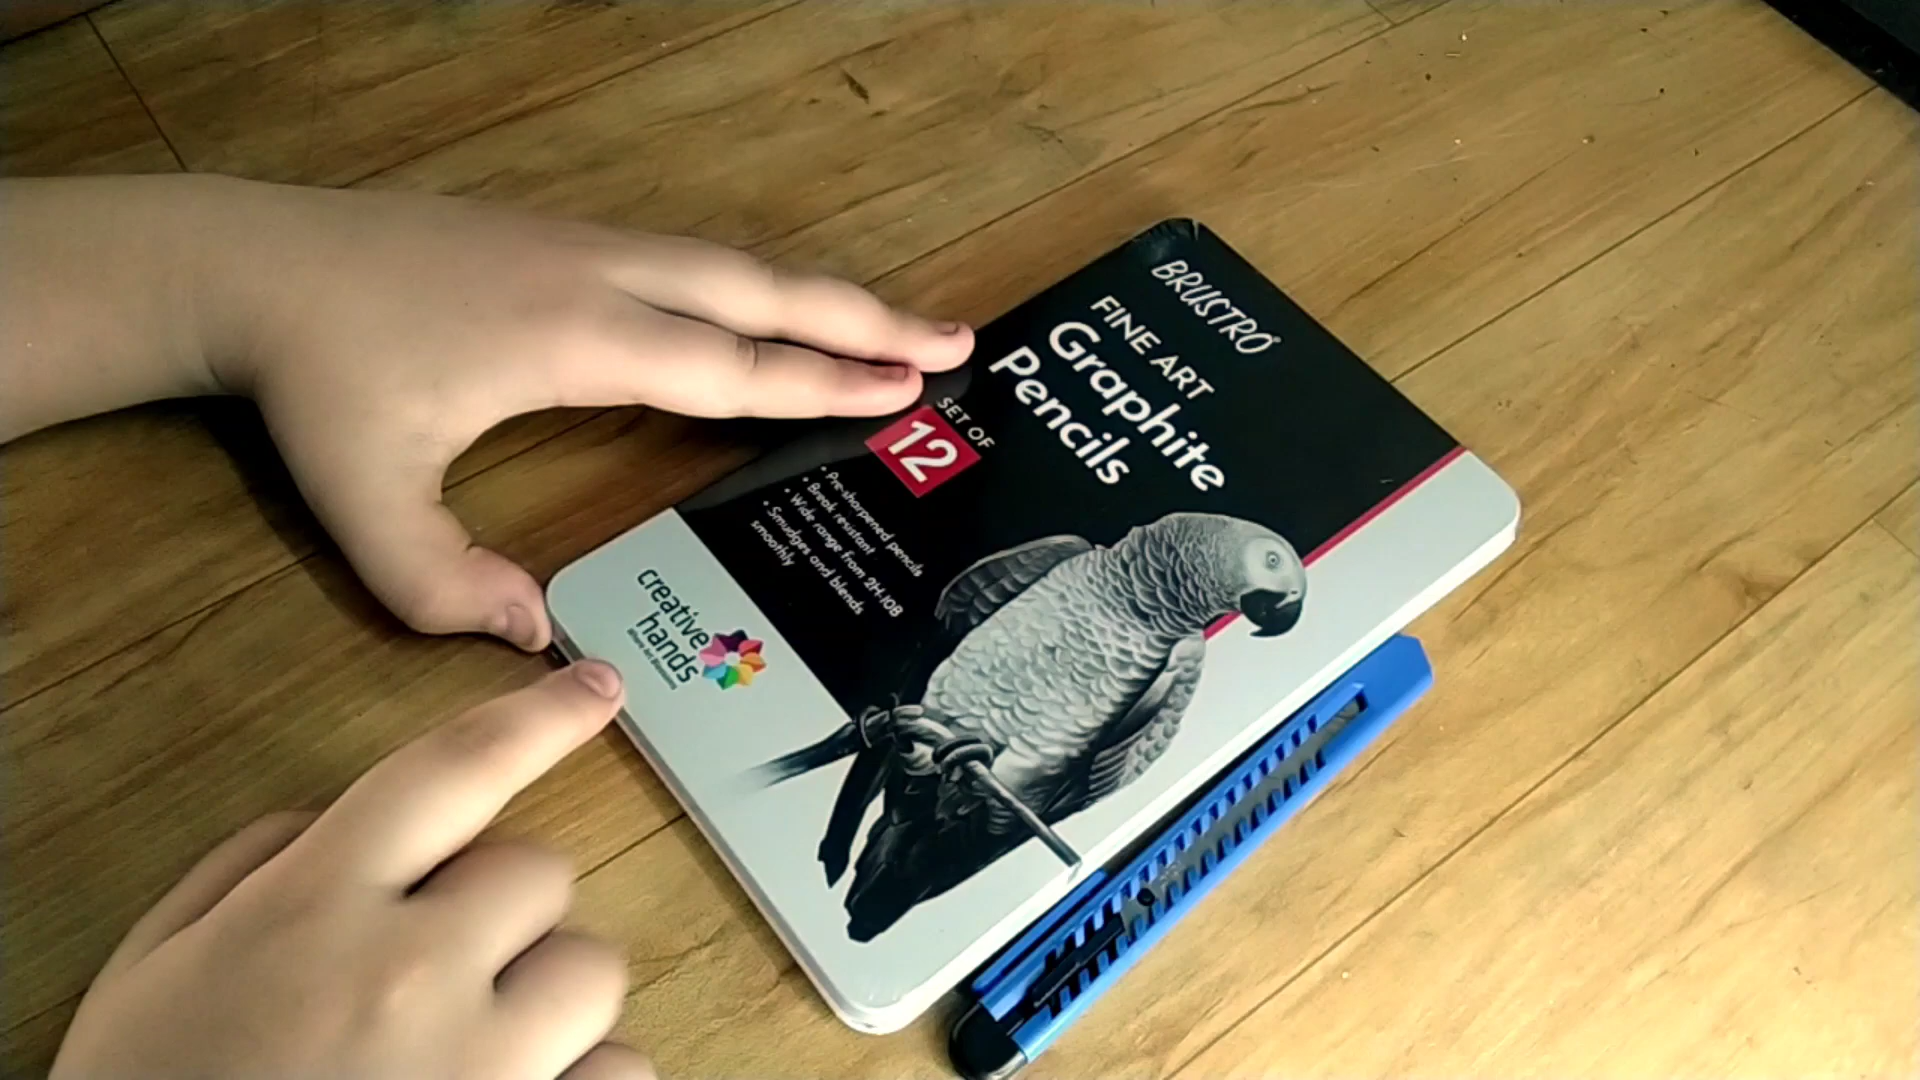 BRUSTRO®
FINE ART
Graphite
Pencils
SET OF
12
• Pre-sharpened pencils
• Break resistant
• Wide range from 2H-10B
• Smudges and blends
smoothly
creative
hands